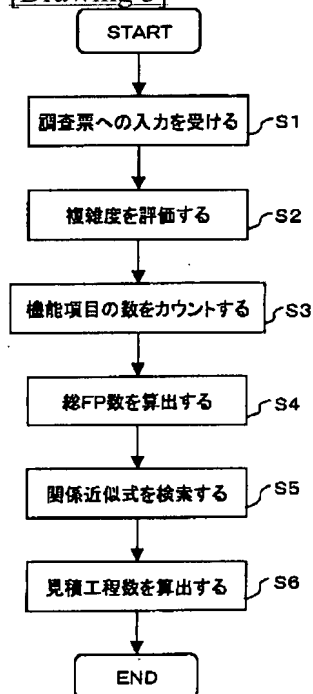 [Drawing 3]
START
調査票への入力を受ける S1
複雑度を評価する S2
機能項目の数をカウントする S3
総FP数を算出する S4
関係近似式を検索する S5
見積工程数を算出する S6
END